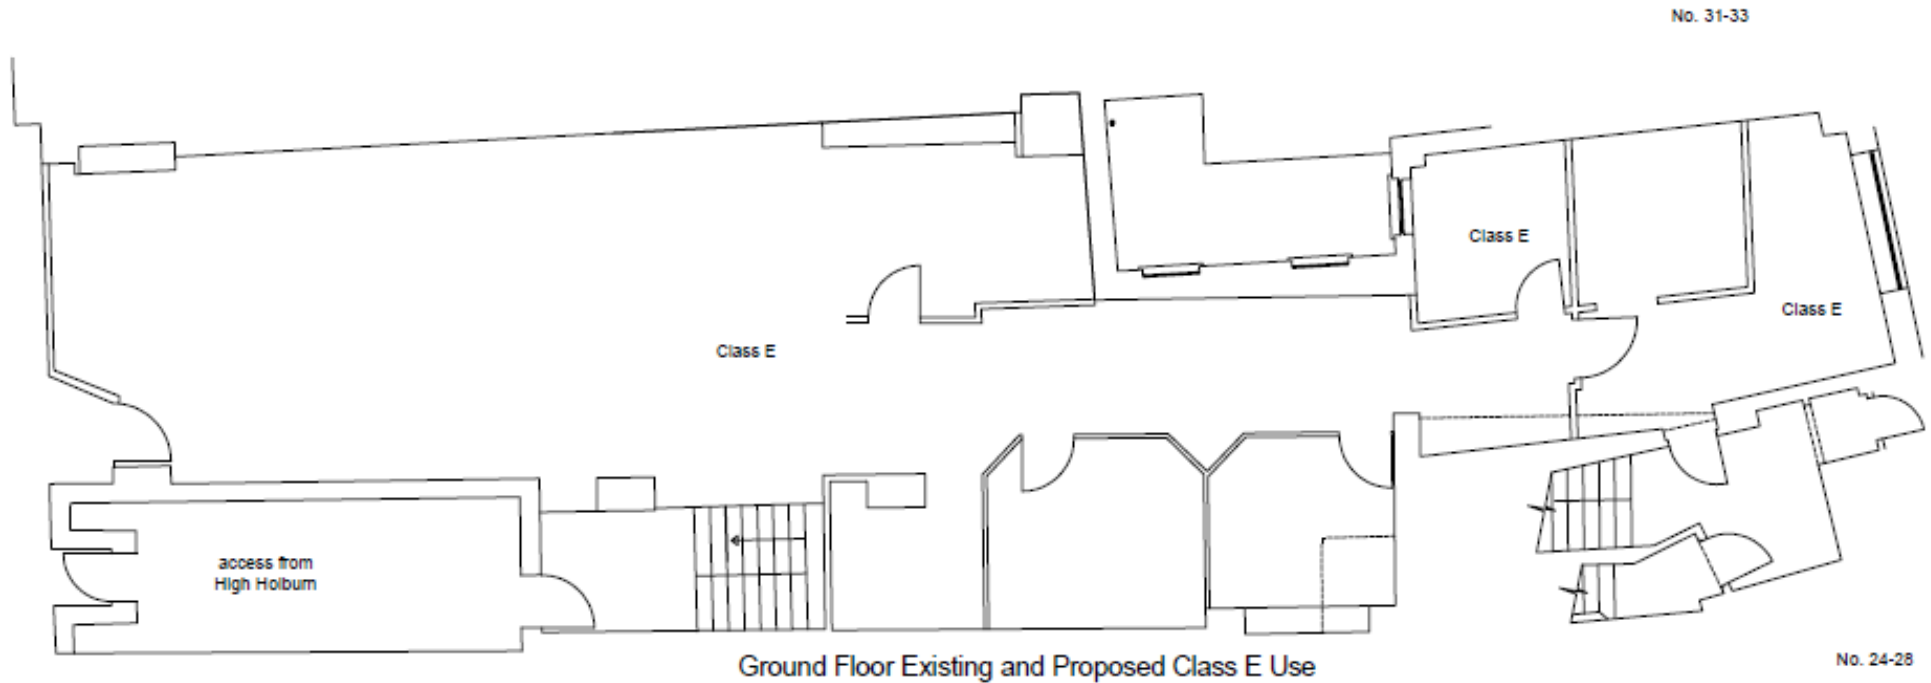 No. 31-33
Class E
Class E
Class E
access from
High Holburn
Ground Floor Existing and Proposed Class E Use
No. 24-28